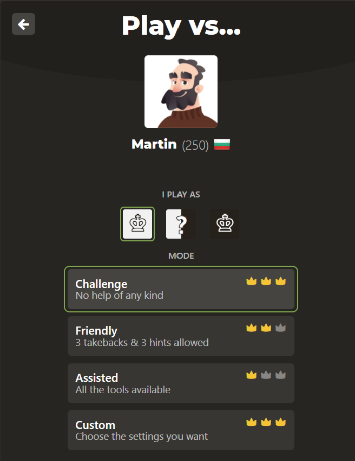 Play vs...
Martin (250)
I PLAY AS
?
MODE
Challenge
No help of any kind
Friendly
3 takebacks & 3 hints allowed
Assisted
All the tools available
Custom
Choose the settings you want